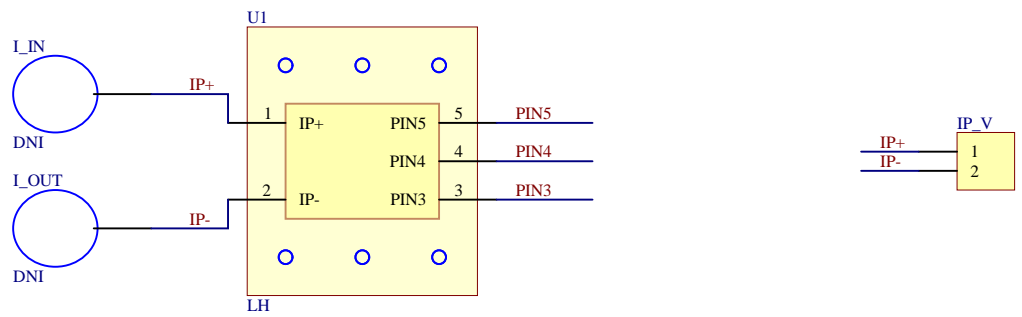 U1
I_IN
IP+
DNI
1 IP+ PIN5 5 PIN5
PIN4 4 PIN4
I_OUT
2 IP- PIN3 3 PIN3
IP-
DNI
LH
IP_V
IP+ 1
IP- 2